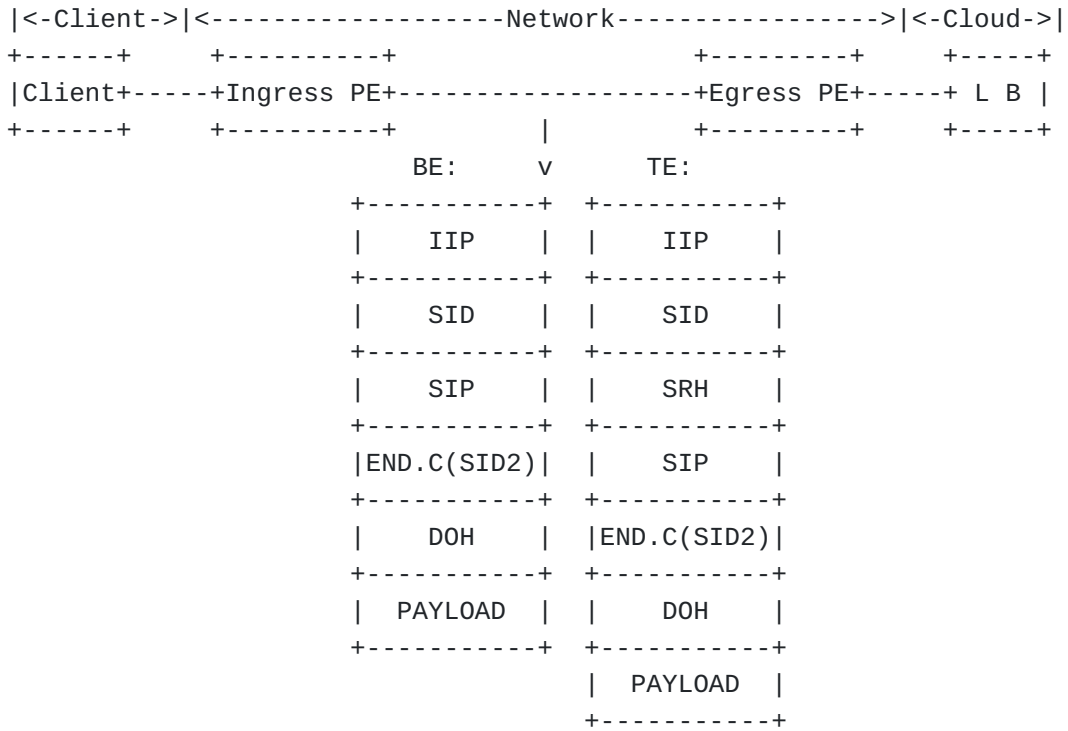 |<-Client->|<------------------Network---------------->|<-Cloud->|
+------+     +----------+                   +---------+     +-----+
|Client+-----+Ingress PE+-------------------+Egress PE+-----+ L B |
+------+     +----------+         |         +---------+     +-----+
                         BE:      v      TE:
                     +-----------+  +-----------+
                     |    IIP    |  |    IIP    |
                     +-----------+  +-----------+
                     |    SID    |  |    SID    |
                     +-----------+  +-----------+
                     |    SIP    |  |    SRH    |
                     +-----------+  +-----------+
                     |END.C(SID2)|  |    SIP    |
                     +-----------+  +-----------+
                     |    DOH    |  |END.C(SID2)|
                     +-----------+  +-----------+
                     |  PAYLOAD  |  |    DOH    |
                     +-----------+  +-----------+
                                    |  PAYLOAD  |
                                    +-----------+